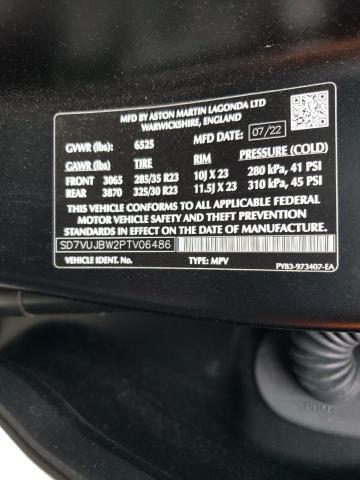 MFD BY ASTON MARTIN LAGONDA LTD
WARWICKSHIRE, ENGLAND
GVWR (lbs): 6525 MFD DATE: 07/22
GAWR (lbs): TIRE RIM PRESSURE (COLD)
FRONT 3065 285/35 R23 10J X 23 280 kPa, 41 PSI
REAR 3870 325/30 R23 11.5J X 23 310 kPa, 45 PSI
THIS VEHICLE CONFORMS TO ALL APPLICABLE FEDERAL
MOTOR VEHICLE SAFETY AND THEFT PREVENTION STANDARDS
IN EFFECT ON THE DATE OF MANUFACTURE SHOWN ABOVE.
SD7VUJBW2PTV06486
VEHICLE IDENT.NO: TYPE: MPV PY83-973407-EA